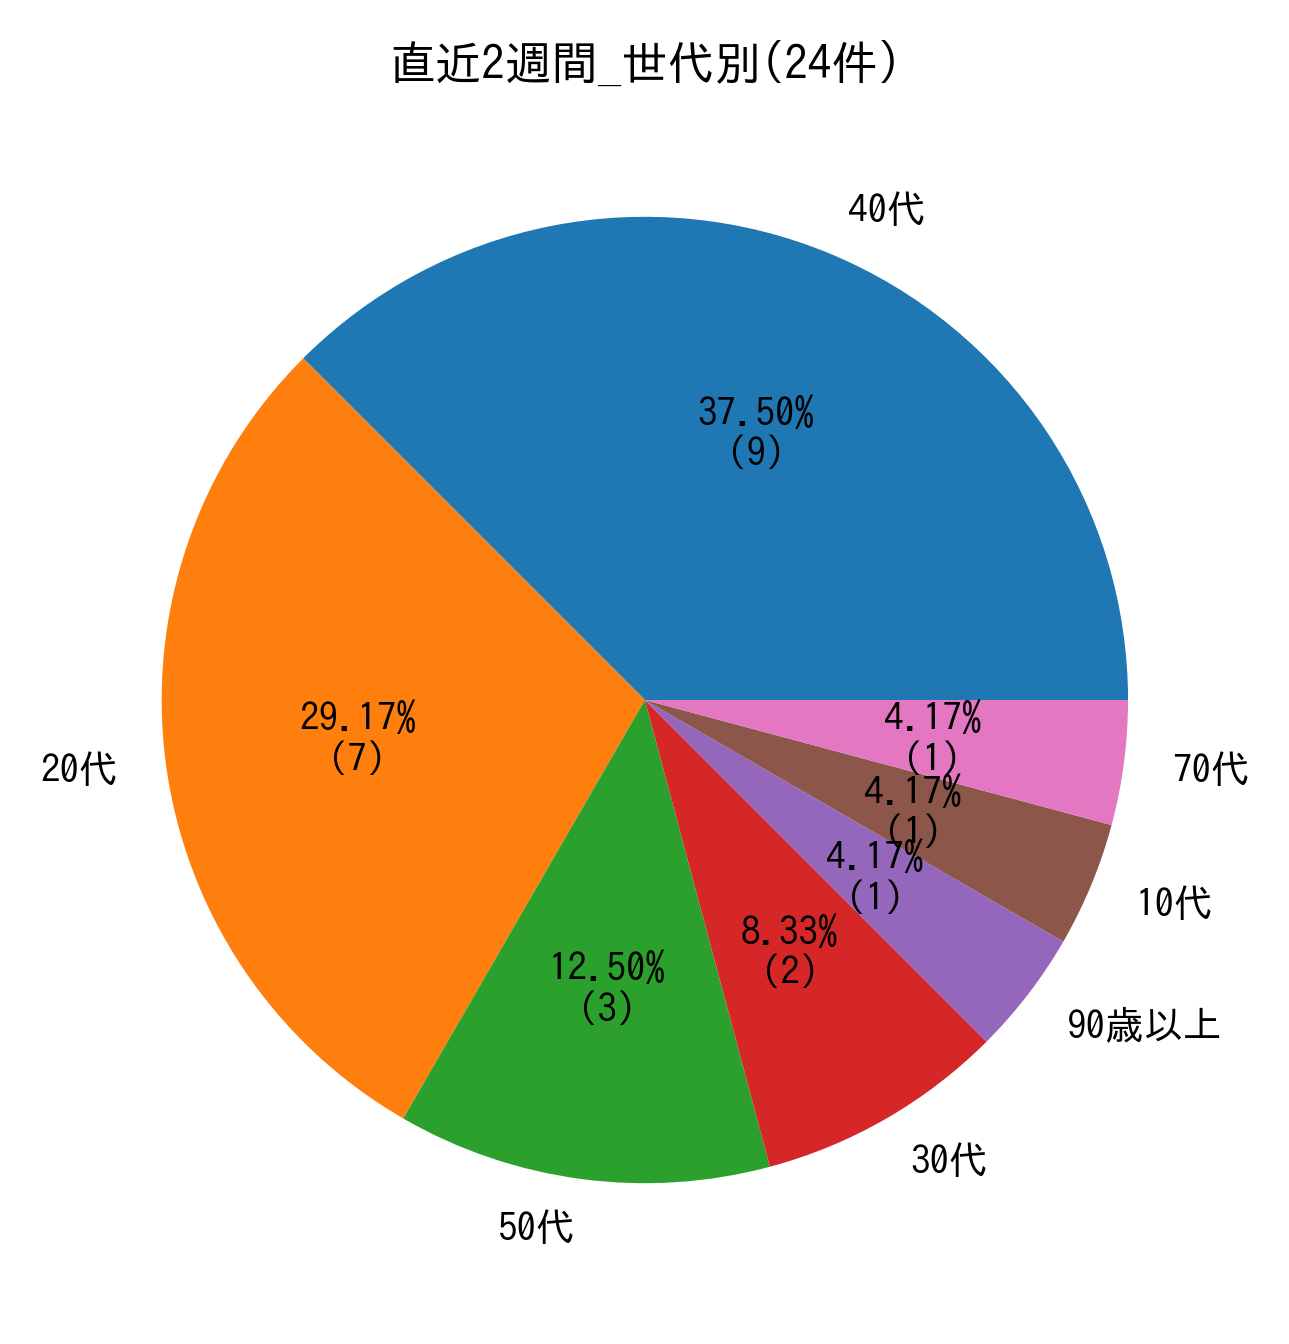 直近2週間_世代別(24件)
40代
37.50%
(9)
29.17%
(7)
20代
4.17%
(1)
70代
4.17%
(1)
10代
4.17%
(1)
90歳以上
8.33%
(2)
30代
12.50%
(3)
50代